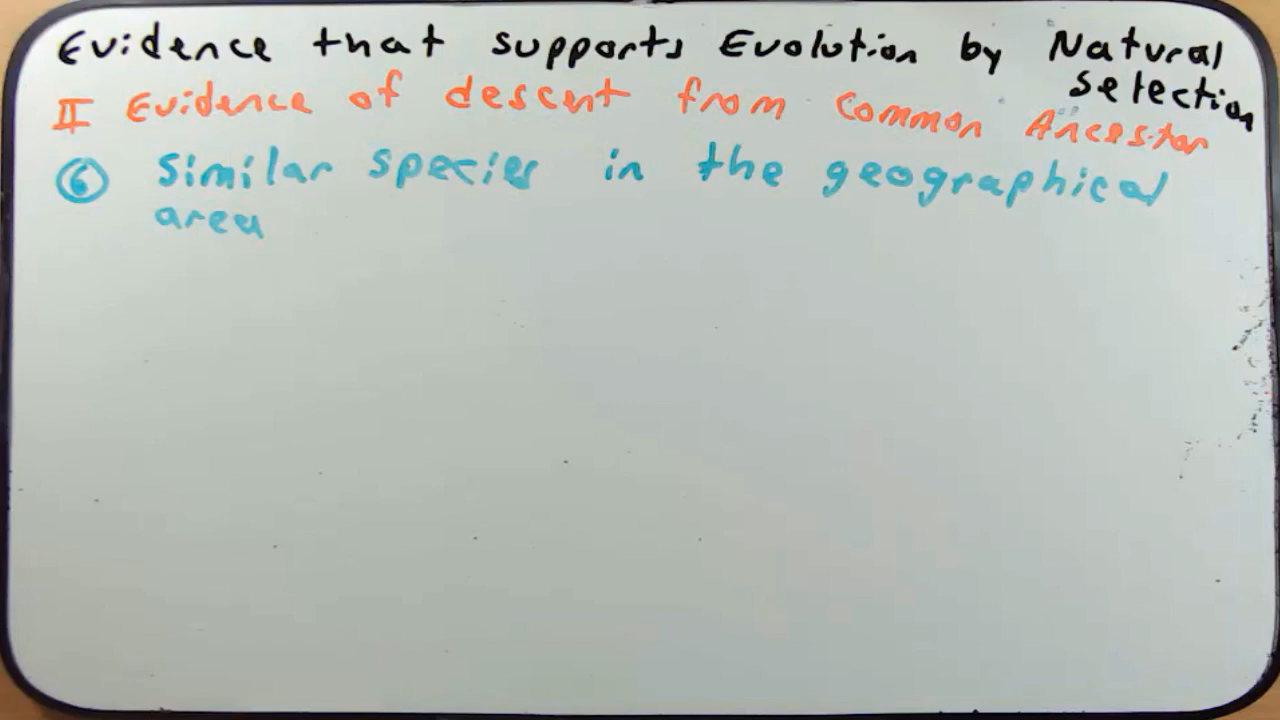 Evidence that supports Evolution by Natural
selection
II Evidence of descent from Common Ancestor
6 Similar species in the geographical
area